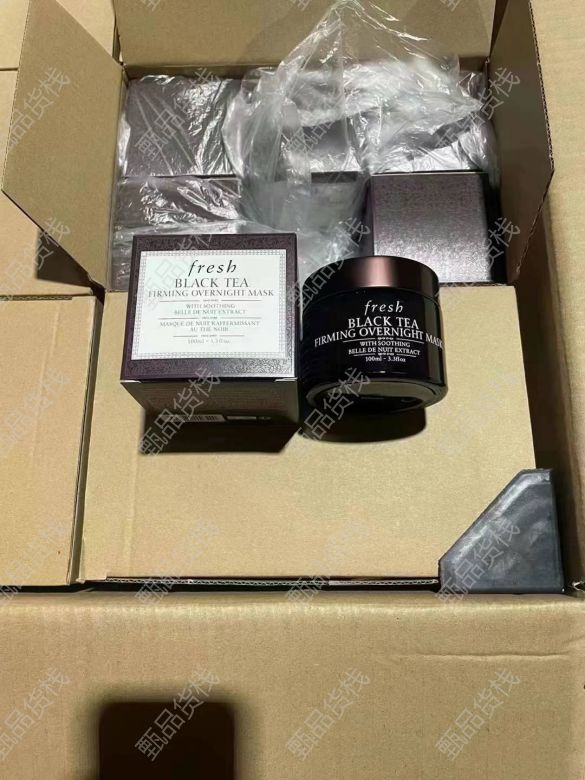 fresh
BLACK TEA
FIRMING OVERNIGHT MASK
WITH SOOTHING
BELLE DE NUIT EXTRACT
MASQUE DE NUIT RAFFERMISSANT
AU THÉ NOIR
100ml - 3.3fl oz.
fresh
BLACK TEA
FIRMING OVERNIGHT MASK
WITH SOOTHING
BELLE DE NUIT EXTRACT
100ml - 3.3fl oz
甄品货栈